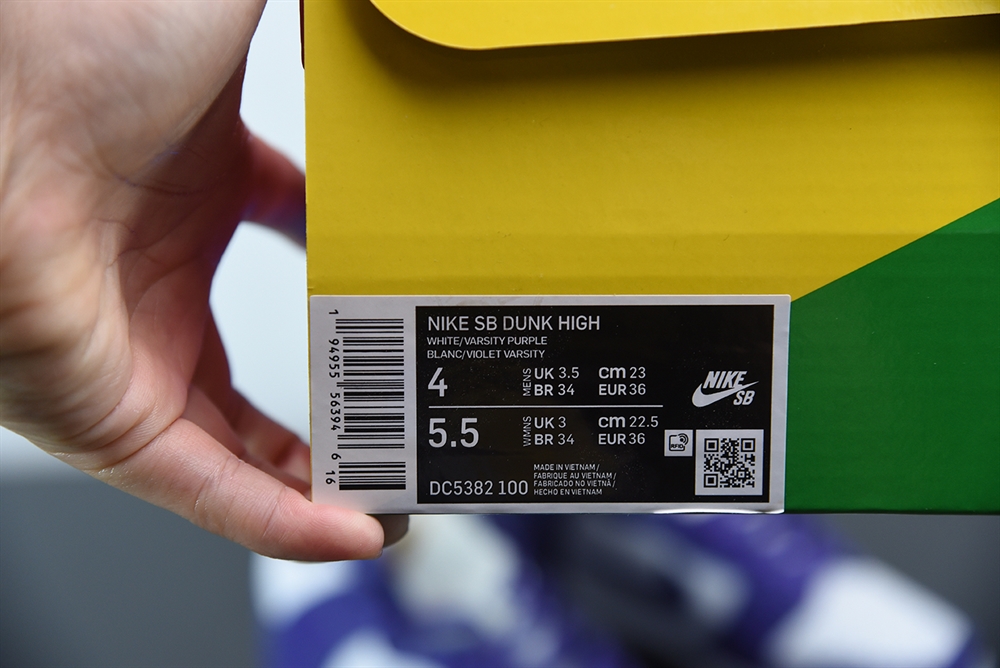 1 94955 56394 6 16
NIKE SB DUNK HIGH
WHITE/VARSITY PURPLE
BLANC/VIOLET VARSITY
4 MENS UK 3.5 cm 23
BR 34 EUR 36
5.5 WMNS UK 3 cm 22.5
BR 34 EUR 36
NIKE
SB
RFID
DC5382 100
MADE IN VIETNAM /
FABRIQUE AU VIETNAM /
FABRICADO NO VIETNÃ /
HECHO EN VIETNAM